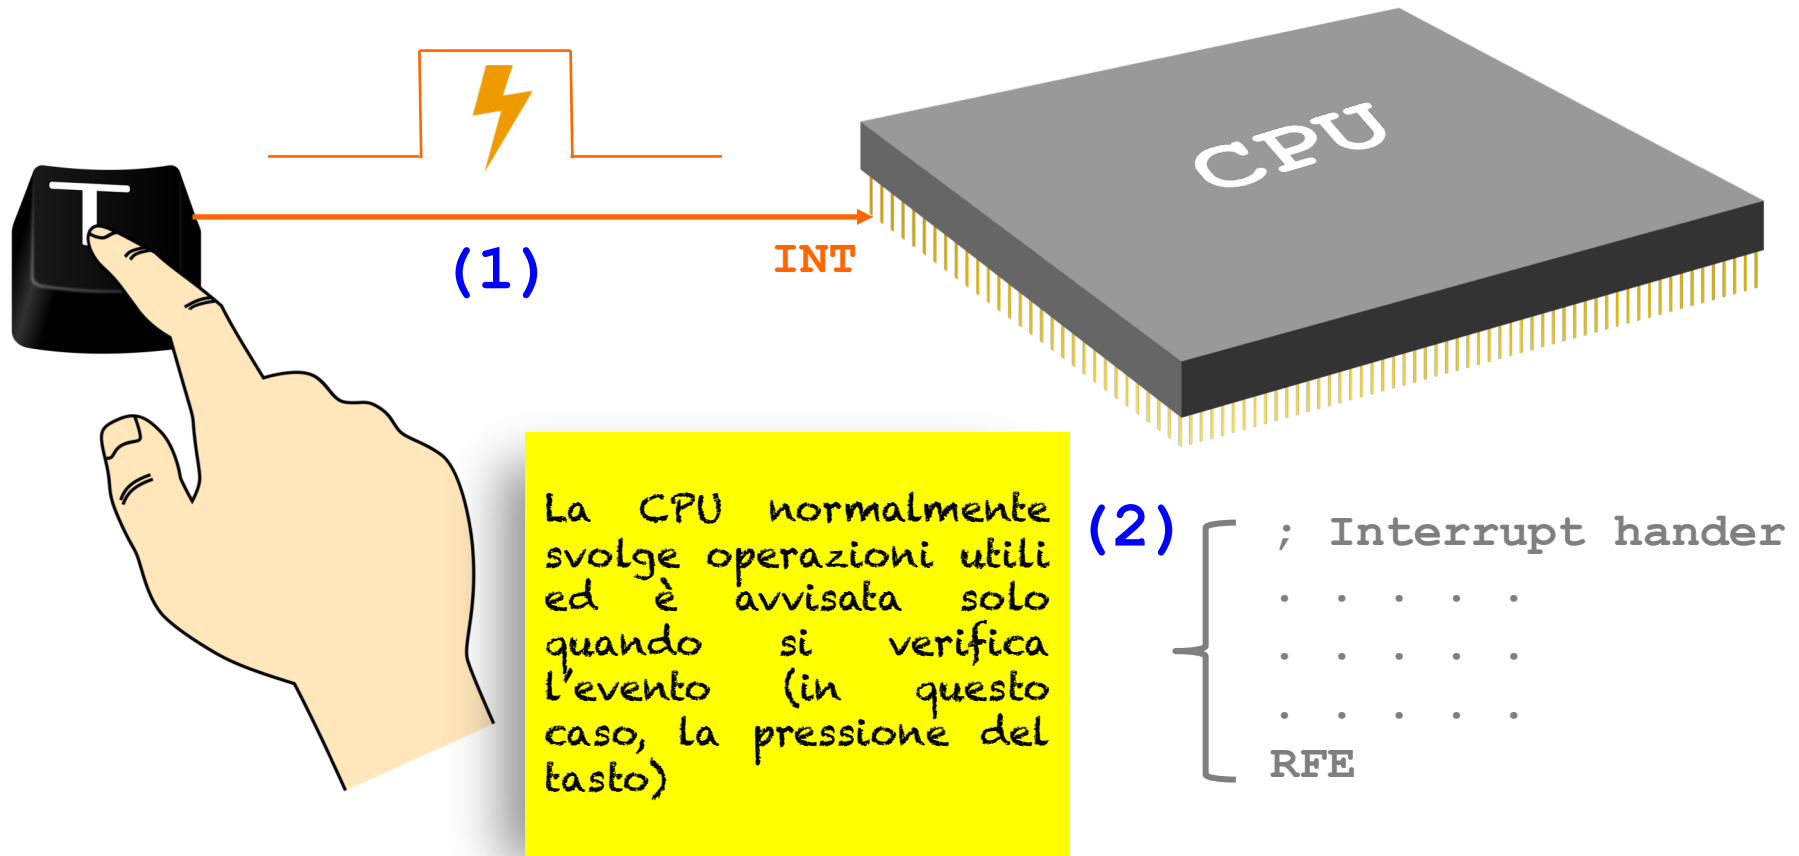 T
CPU
(1)
INT
La CPU normalmente
svolge operazioni utili
ed è avvisata solo
quando si verifica
l'evento (in questo
caso, la pressione del
tasto)
(2)
; Interrupt hander
. . . . .
. . . . .
. . . . .
RFE